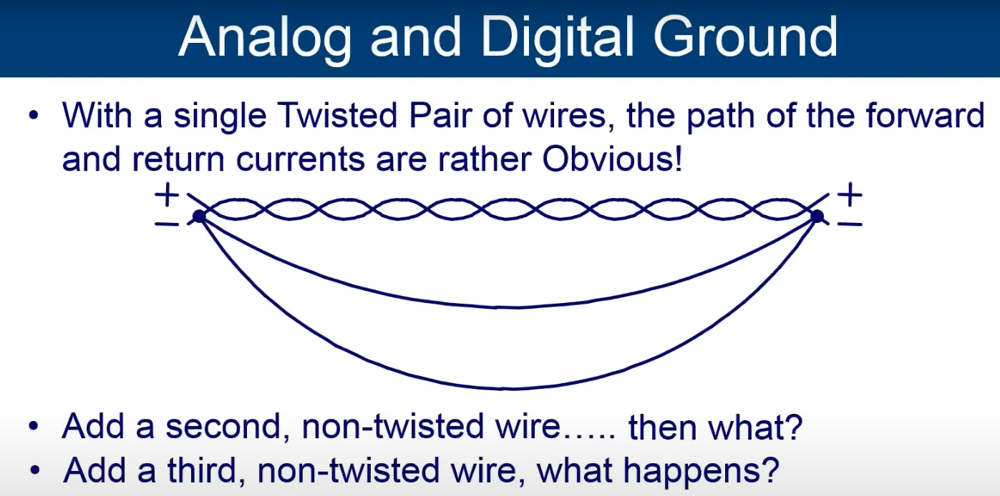 Analog and Digital Ground
• With a single Twisted Pair of wires, the path of the forward
and return currents are rather Obvious!
+ +
− −
• Add a second, non-twisted wire….. then what?
• Add a third, non-twisted wire, what happens?